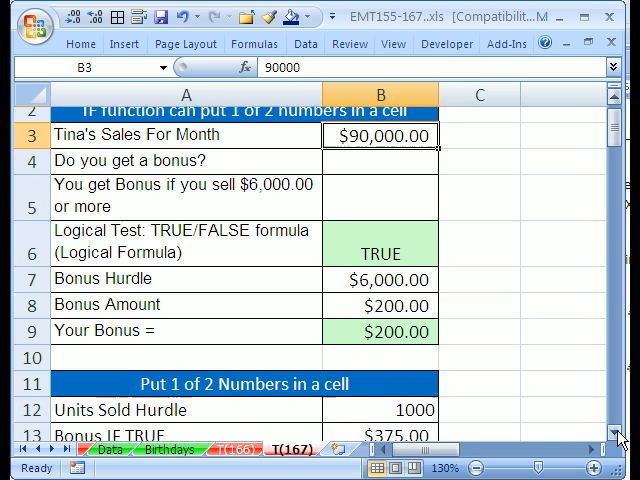 EMT155-167..xls [Compatibilit... M
Home Insert Page Layout Formulas Data Review View Developer Add-Ins
B3 fx 90000
A B C
2 IF function can put 1 of 2 numbers in a cell
3 Tina's Sales For Month $90,000.00
4 Do you get a bonus?
You get Bonus if you sell $6,000.00
5 or more
Logical Test: TRUE/FALSE formula
6 (Logical Formula) TRUE
7 Bonus Hurdle $6,000.00
8 Bonus Amount $200.00
9 Your Bonus = $200.00
10
11 Put 1 of 2 Numbers in a cell
12 Units Sold Hurdle 1000
13 Bonus IF TRUE $375.00
Data Birthdays T(166) T(167)
Ready 130%